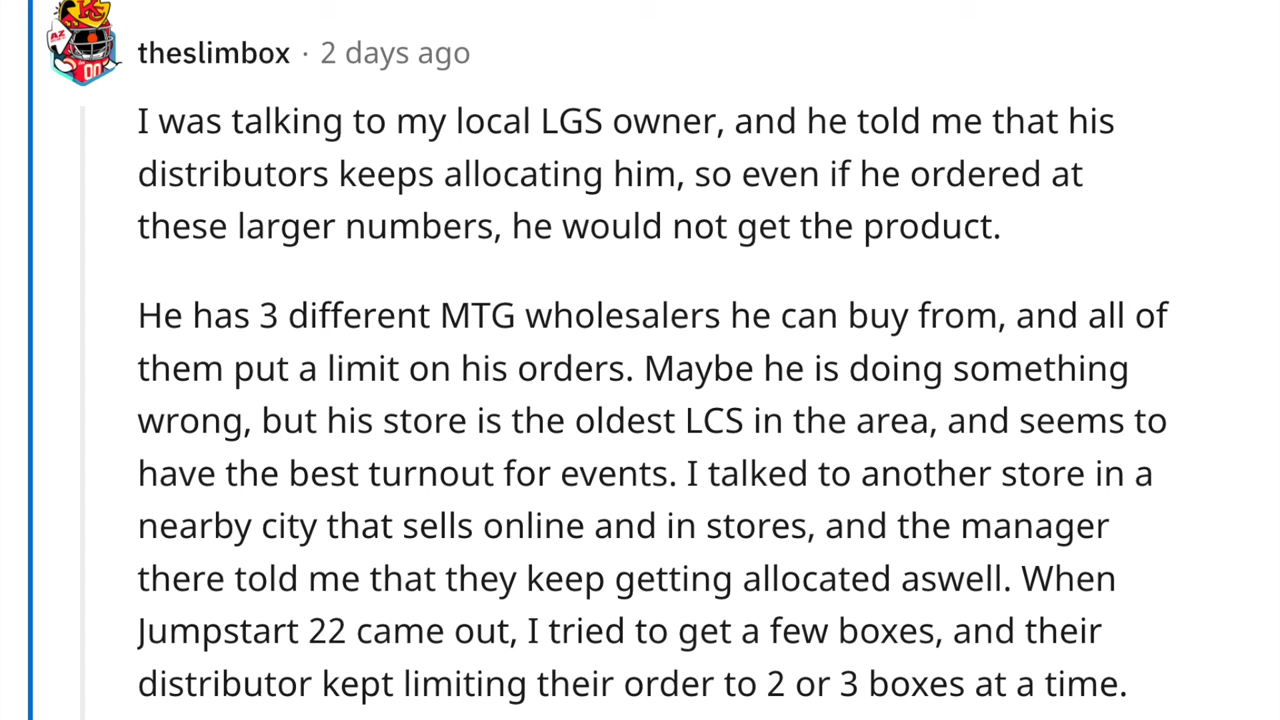 theslimbox · 2 days ago
I was talking to my local LGS owner, and he told me that his
distributors keeps allocating him, so even if he ordered at
these larger numbers, he would not get the product.
He has 3 different MTG wholesalers he can buy from, and all of
them put a limit on his orders. Maybe he is doing something
wrong, but his store is the oldest LCS in the area, and seems to
have the best turnout for events. I talked to another store in a
nearby city that sells online and in stores, and the manager
there told me that they keep getting allocated aswell. When
Jumpstart 22 came out, I tried to get a few boxes, and their
distributor kept limiting their order to 2 or 3 boxes at a time.